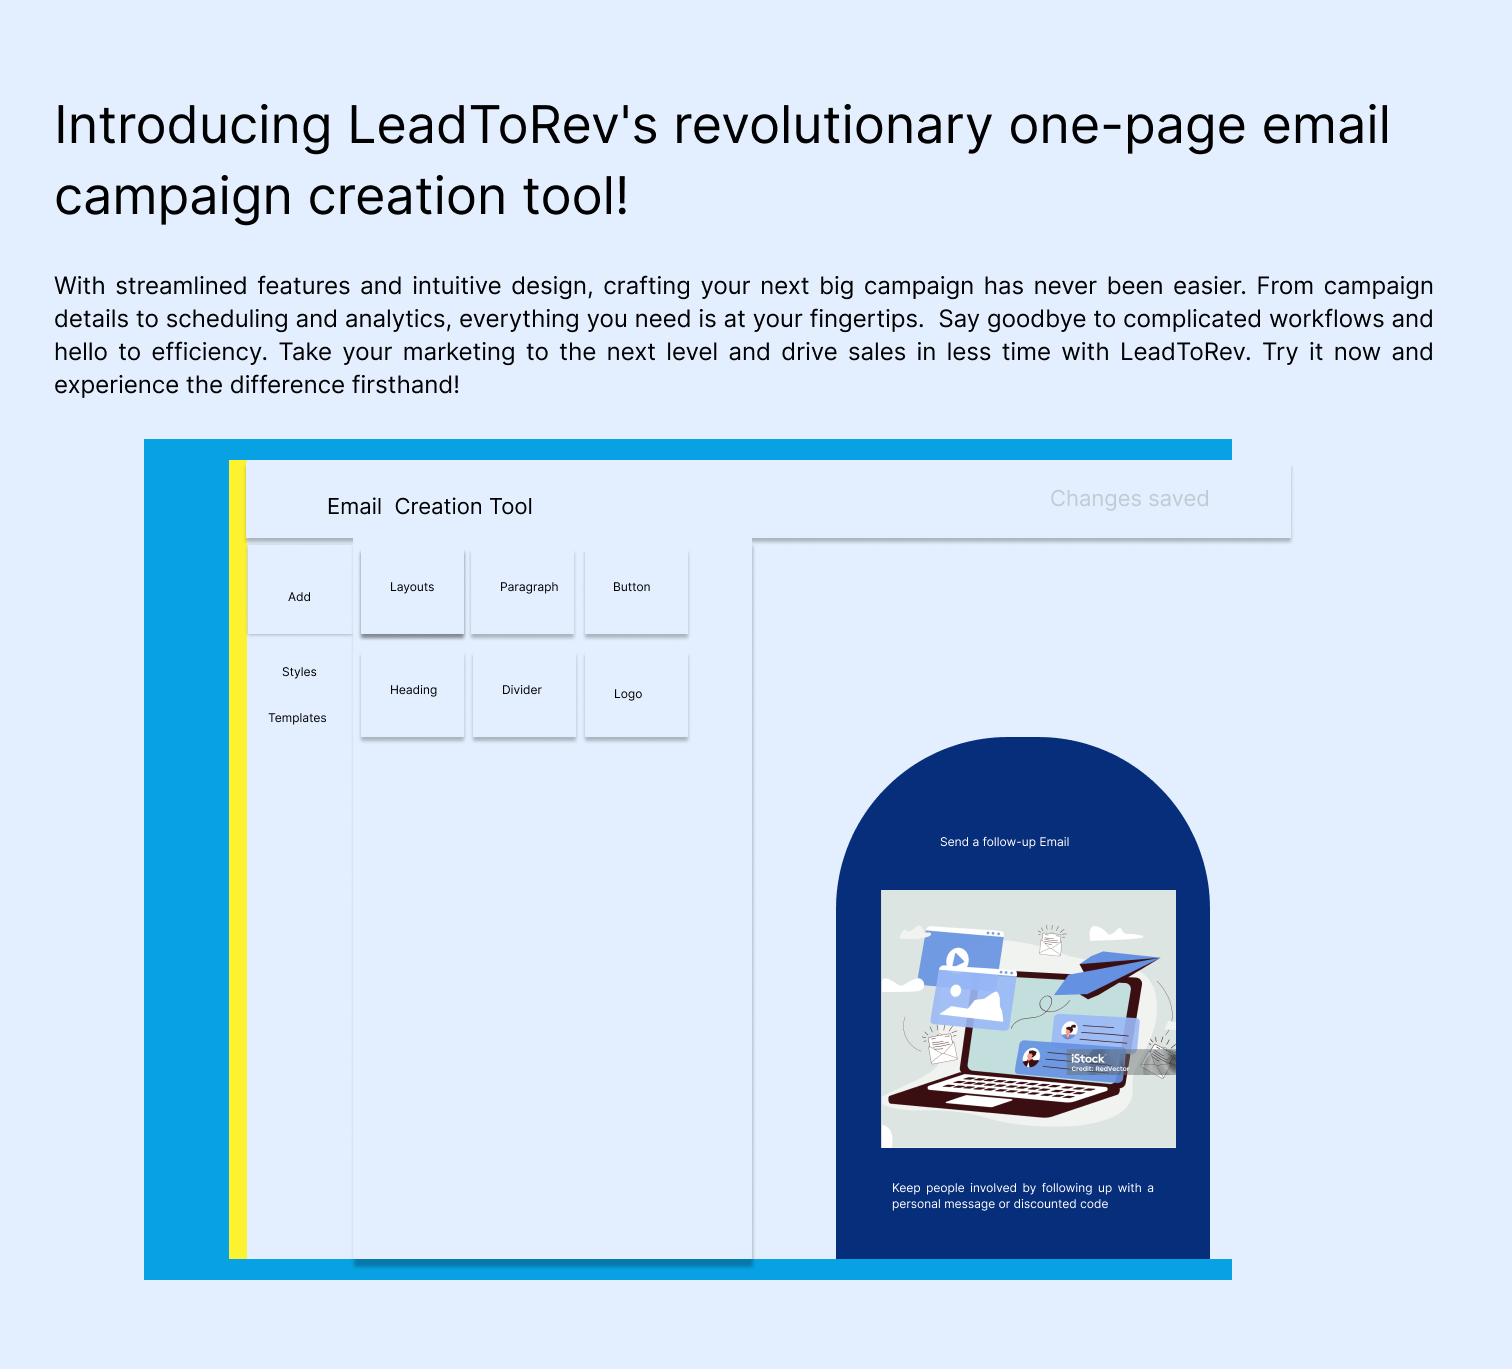 Introducing LeadToRev's revolutionary one-page email
campaign creation tool!
With streamlined features and intuitive design, crafting your next big campaign has never been easier. From campaign
details to scheduling and analytics, everything you need is at your fingertips.  Say goodbye to complicated workflows and
hello to efficiency. Take your marketing to the next level and drive sales in less time with LeadToRev. Try it now and
experience the difference firsthand!
Email  Creation Tool
Changes saved
Add
Styles
Templates
Layouts
Paragraph
Button
Heading
Divider
Logo
Send a follow-up Email
iStock
Credit: RedVector
Keep people involved by following up with a
personal message or discounted code